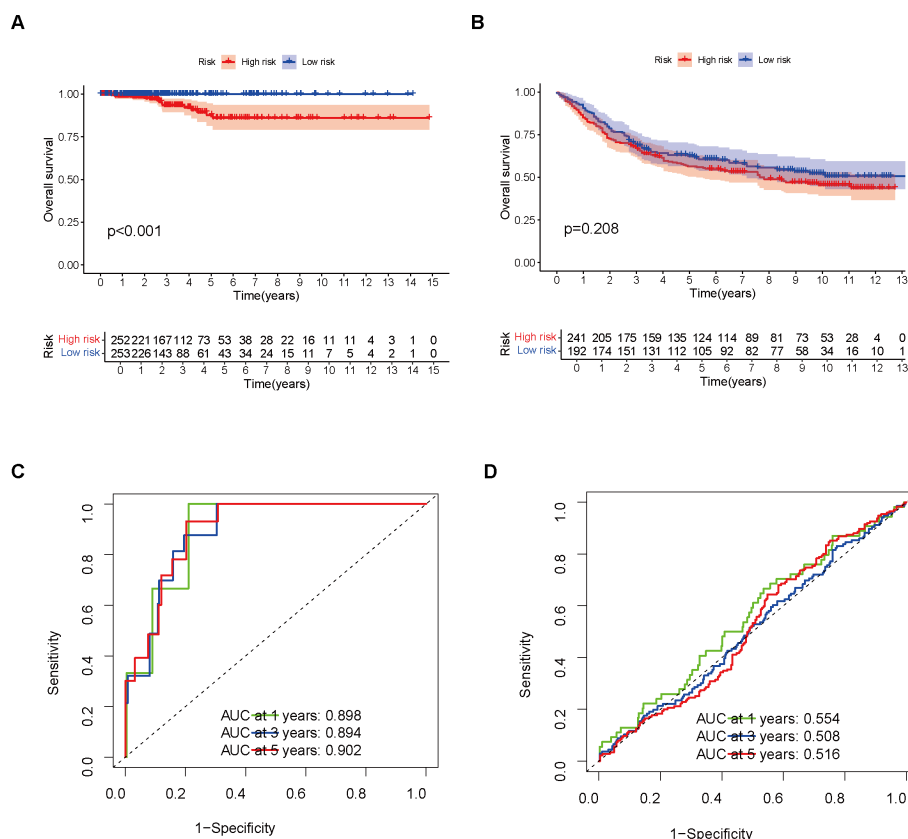 A
Risk High risk Low risk
1.00
0.75
0.50
0.25
0.00
Overall survival
p<0.001
0 1 2 3 4 5 6 7 8 9 10 11 12 13 14 15
Time(years)
Risk
High risk 252 221 167 112 73 53 38 28 22 16 11 11 4 3 1 0
Low risk 253 226 143 88 61 43 34 24 15 11 7 5 4 2 1 0
0 1 2 3 4 5 6 7 8 9 10 11 12 13 14 15
Time(years)
B
Risk High risk Low risk
1.00
0.75
0.50
0.25
0.00
Overall survival
p=0.208
0 1 2 3 4 5 6 7 8 9 10 11 12 13
Time(years)
Risk
High risk 241 205 175 159 135 124 114 89 81 73 53 28 4 0
Low risk 192 174 151 131 112 105 92 82 77 58 34 16 10 1
0 1 2 3 4 5 6 7 8 9 10 11 12 13
Time(years)
C
1.0
0.8
0.6
0.4
0.2
0.0
Sensitivity
AUC at 1 years: 0.898
AUC at 3 years: 0.894
AUC at 5 years: 0.902
0.0 0.2 0.4 0.6 0.8 1.0
1−Specificity
D
1.0
0.8
0.6
0.4
0.2
0.0
Sensitivity
AUC at 1 years: 0.554
AUC at 3 years: 0.508
AUC at 5 years: 0.516
0.0 0.2 0.4 0.6 0.8 1.0
1−Specificity